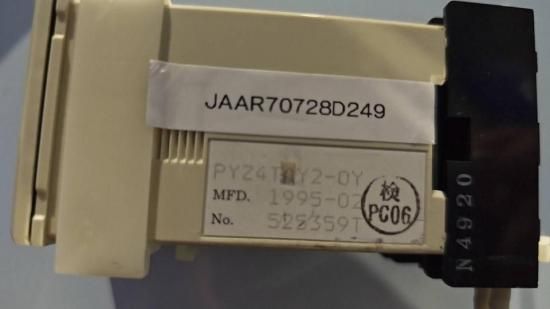 JAAR70728D249
MFD. 1995-02
No.
検
PC06
N4920